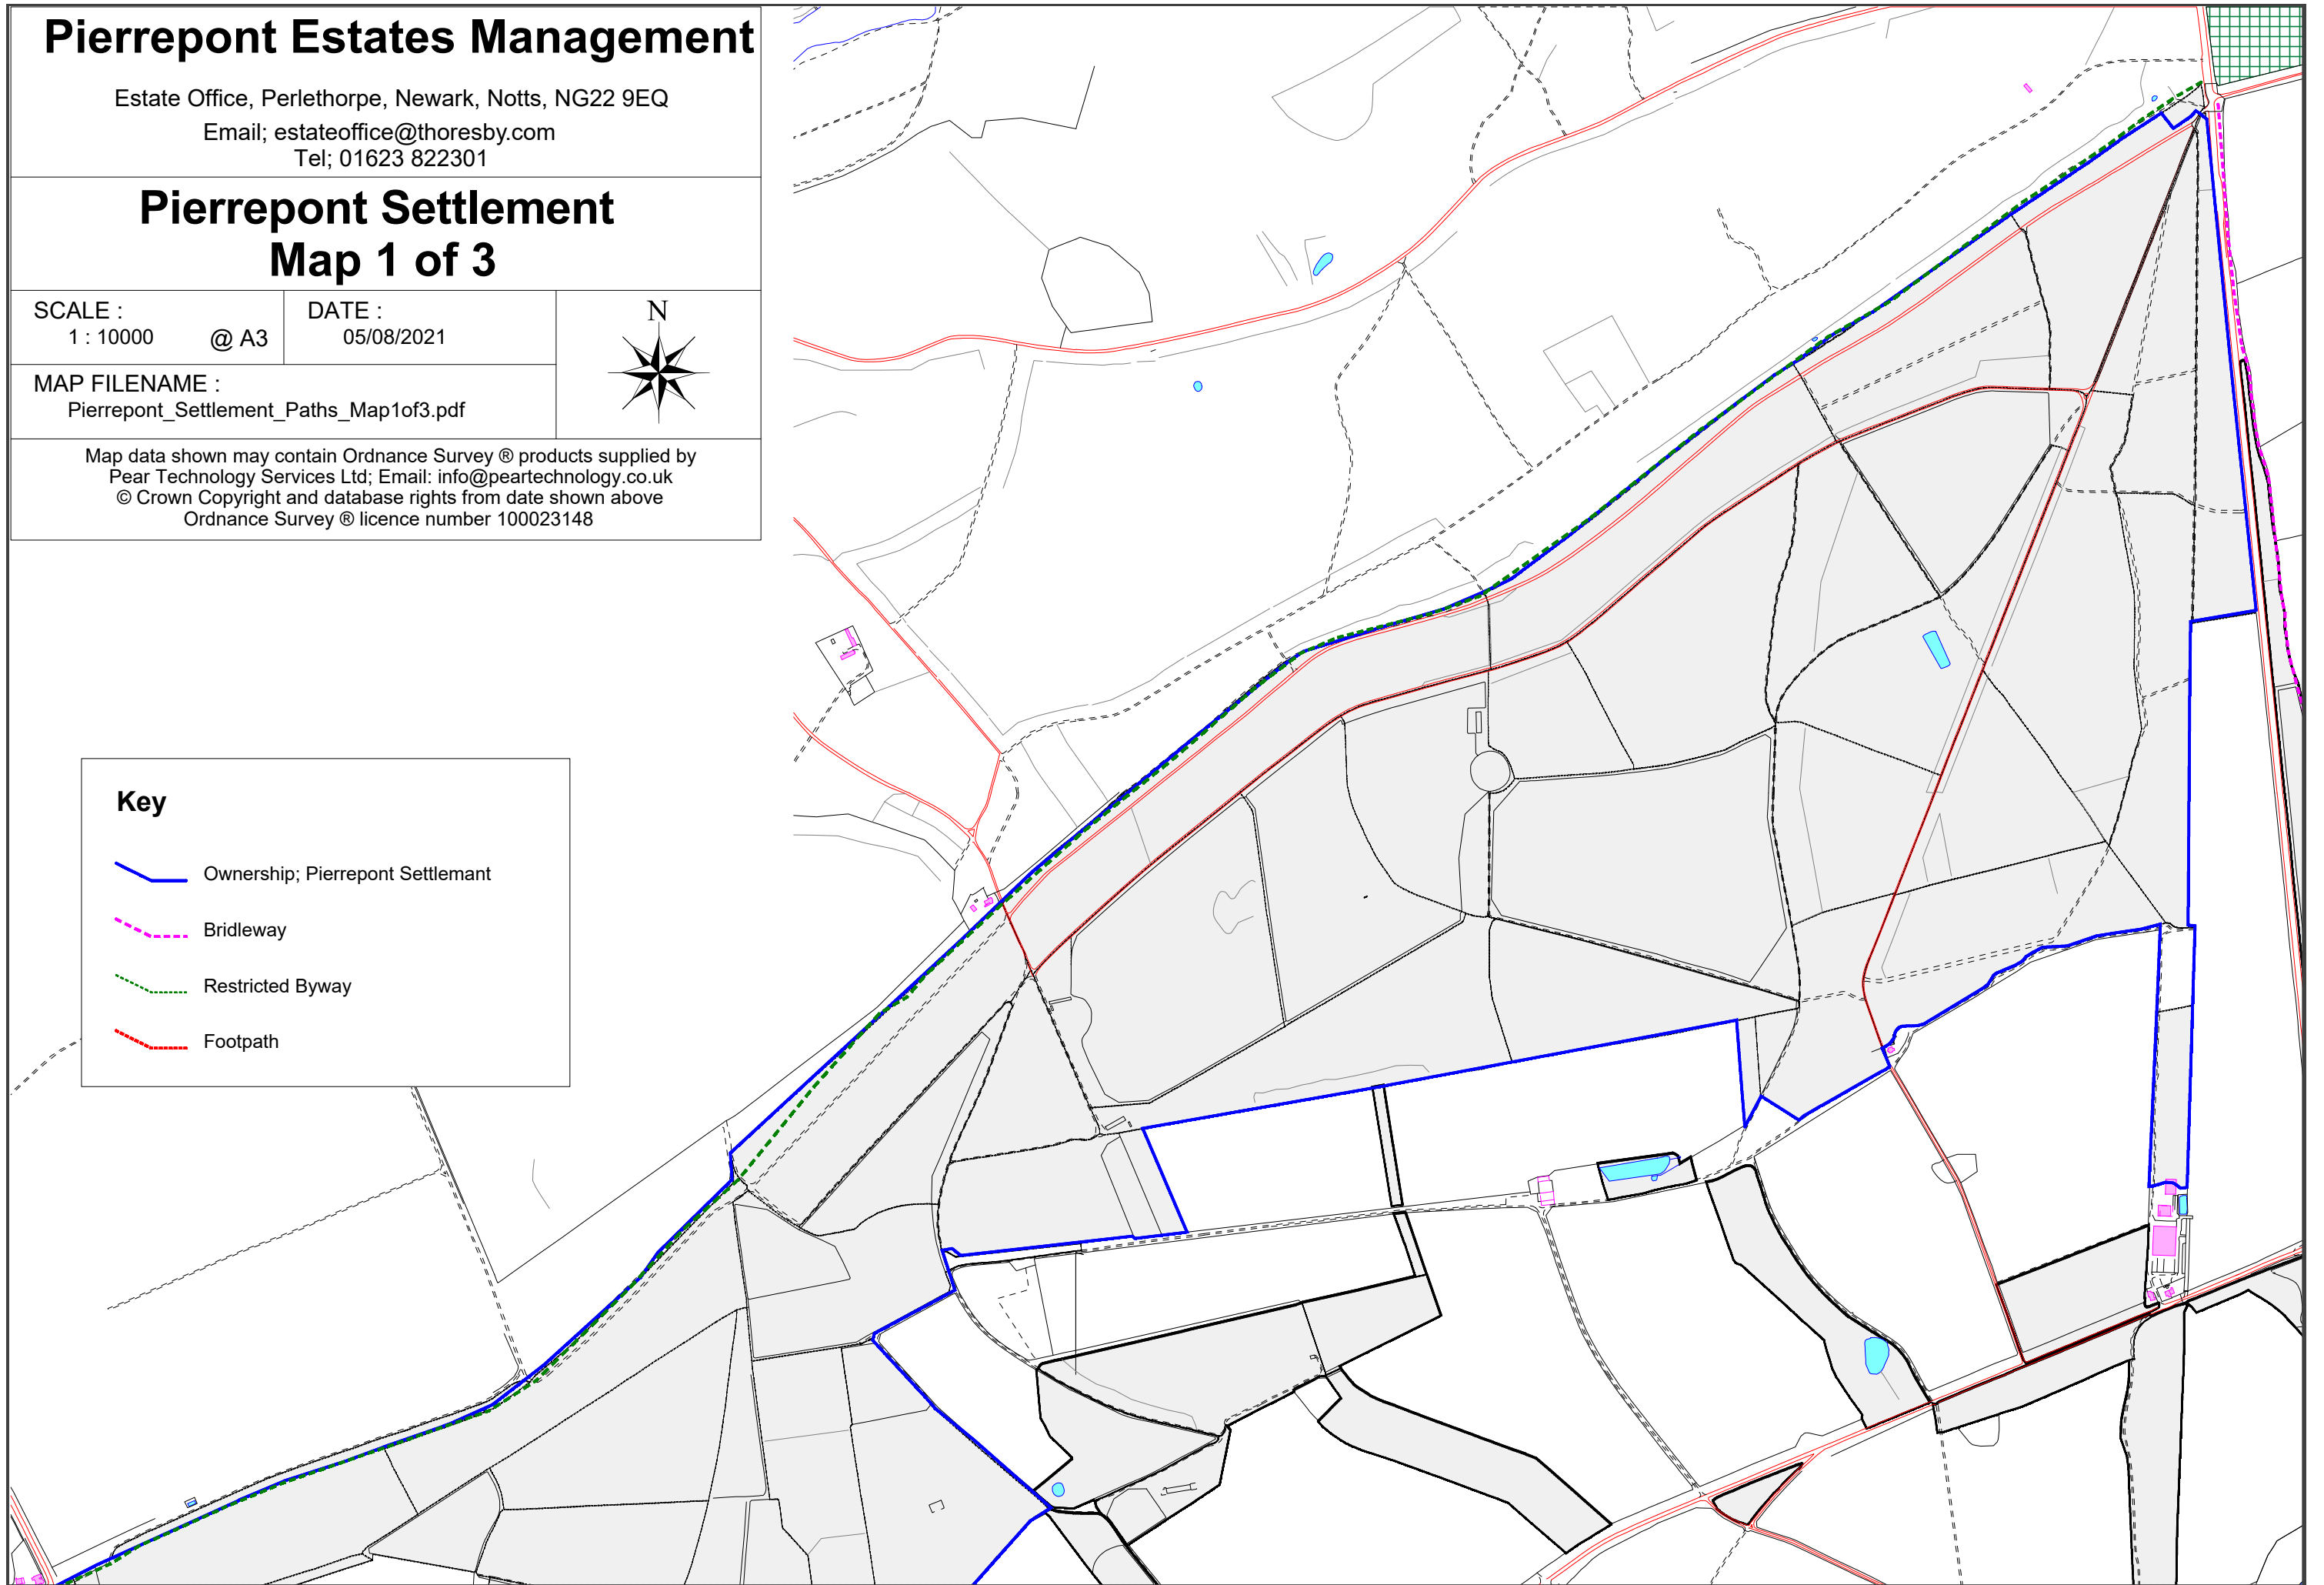 Pierrepont Estates Management
Estate Office, Perlethorpe, Newark, Notts, NG22 9EQ
Email; estateoffice@thoresby.com
Tel; 01623 822301
Pierrepont Settlement
Map 1 of 3
SCALE :
1 : 10000 @ A3
DATE :
05/08/2021
N
MAP FILENAME :
Pierrepont_Settlement_Paths_Map1of3.pdf
Map data shown may contain Ordnance Survey ® products supplied by
Pear Technology Services Ltd; Email: info@peartechnology.co.uk
© Crown Copyright and database rights from date shown above
Ordnance Survey ® licence number 100023148
Key
Ownership; Pierrepont Settlemant
Bridleway
Restricted Byway
Footpath